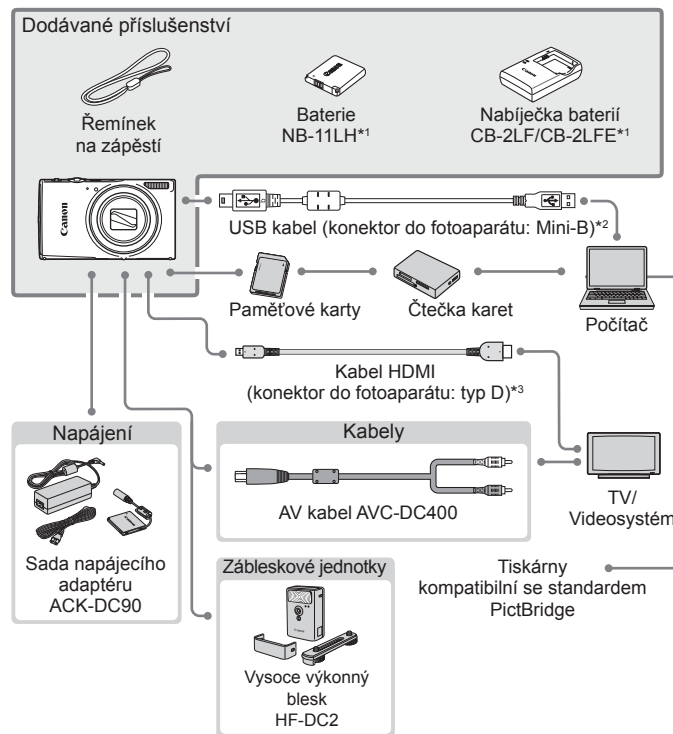 Dodávané příslušenství
Řemínek
na zápěstí
Baterie
NB-11LH*1
Nabíječka baterií
CB-2LF/CB-2LFE*1
Canon
USB kabel (konektor do fotoaparátu: Mini-B)*2
Paměťové karty
Čtečka karet
Počítač
Kabel HDMI
(konektor do fotoaparátu: typ D)*3
Napájení
Sada napájecího
adaptéru
ACK-DC90
Kabely
AV kabel AVC-DC400
TV/
Videosystém
Zábleskové jednotky
Vysoce výkonný
blesk
HF-DC2
Tiskárny
kompatibilní se standardem
PictBridge